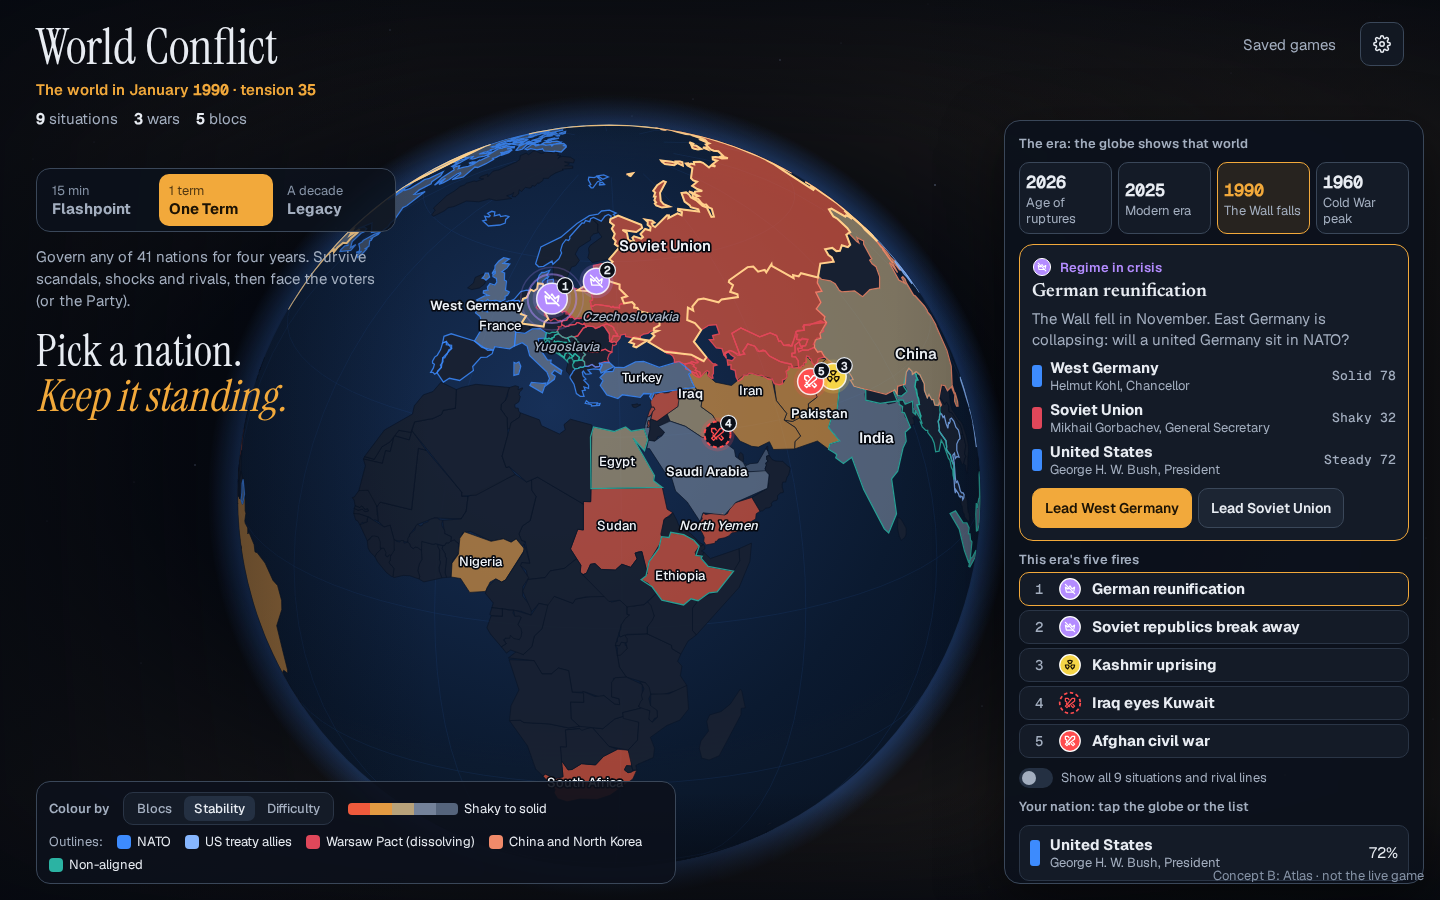 World Conflict
The world in January 1990 · tension 35
9 situations 3 wars 5 blocs
Saved games
15 min
Flashpoint
1 term
One Term
A decade
Legacy
Govern any of 41 nations for four years. Survive
scandals, shocks and rivals, then face the voters
(or the Party).
Pick a nation.
Keep it standing.
Soviet Union
2
1
West Germany
Czechoslovakia
France
Yugoslavia
China
Turkey
5
3
Iraq
Iran
Pakistan
4
India
Egypt
Saudi Arabia
Sudan
North Yemen
Nigeria
Ethiopia
South Africa
Colour by
Blocs
Stability
Difficulty
Shaky to solid
Outlines:
NATO
US treaty allies
Warsaw Pact (dissolving)
China and North Korea
Non-aligned
The era: the globe shows that world
2026
Age of
ruptures
2025
Modern era
1990
The Wall falls
1960
Cold War
peak
Regime in crisis
German reunification
The Wall fell in November. East Germany is
collapsing: will a united Germany sit in NATO?
West Germany
Helmut Kohl, Chancellor
Solid 78
Soviet Union
Mikhail Gorbachev, General Secretary
Shaky 32
United States
George H. W. Bush, President
Steady 72
Lead West Germany
Lead Soviet Union
This era's five fires
1 German reunification
2 Soviet republics break away
3 Kashmir uprising
4 Iraq eyes Kuwait
5 Afghan civil war
Show all 9 situations and rival lines
Your nation: tap the globe or the list
United States
George H. W. Bush, President
72%
Concept B: Atlas · not the live game